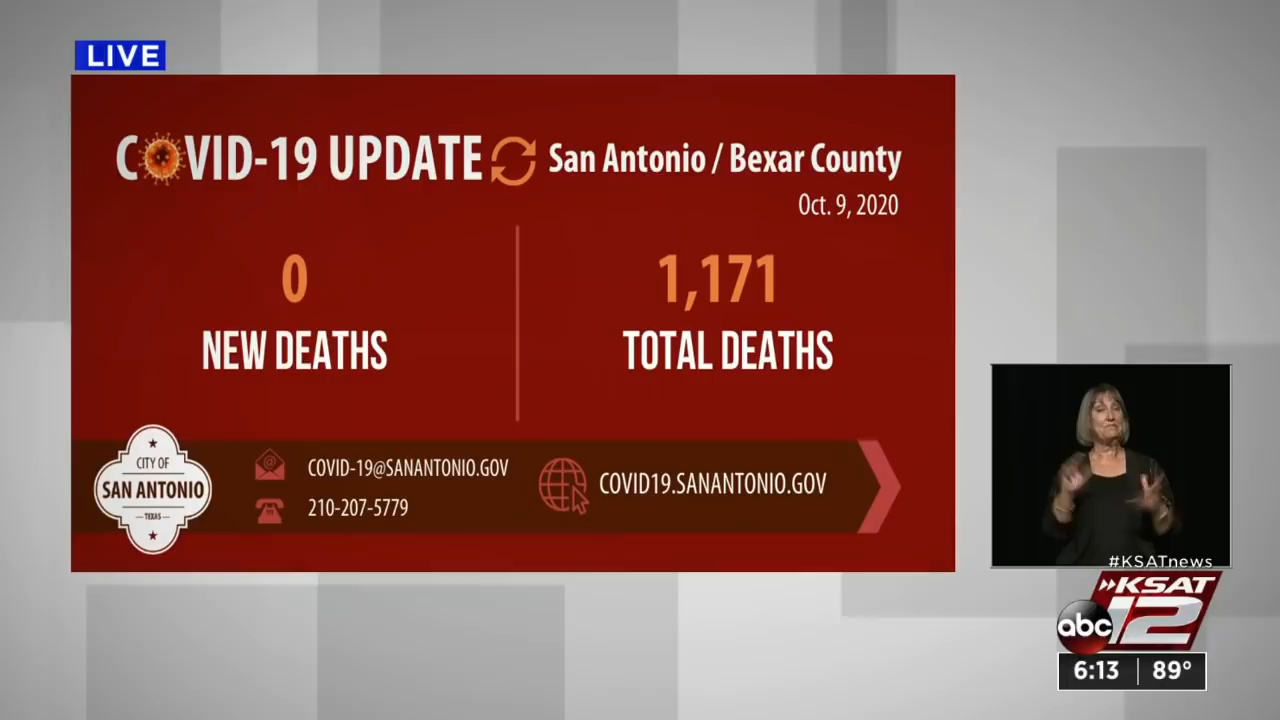 LIVE
COVID-19 UPDATE
San Antonio / Bexar County
Oct. 9, 2020
0
NEW DEATHS
1,171
TOTAL DEATHS
CITY OF
SAN ANTONIO
TEXAS
COVID-19@SANANTONIO.GOV
210-207-5779
COVID19.SANANTONIO.GOV
#KSATnews
KSAT
abc 12
6:13 89°